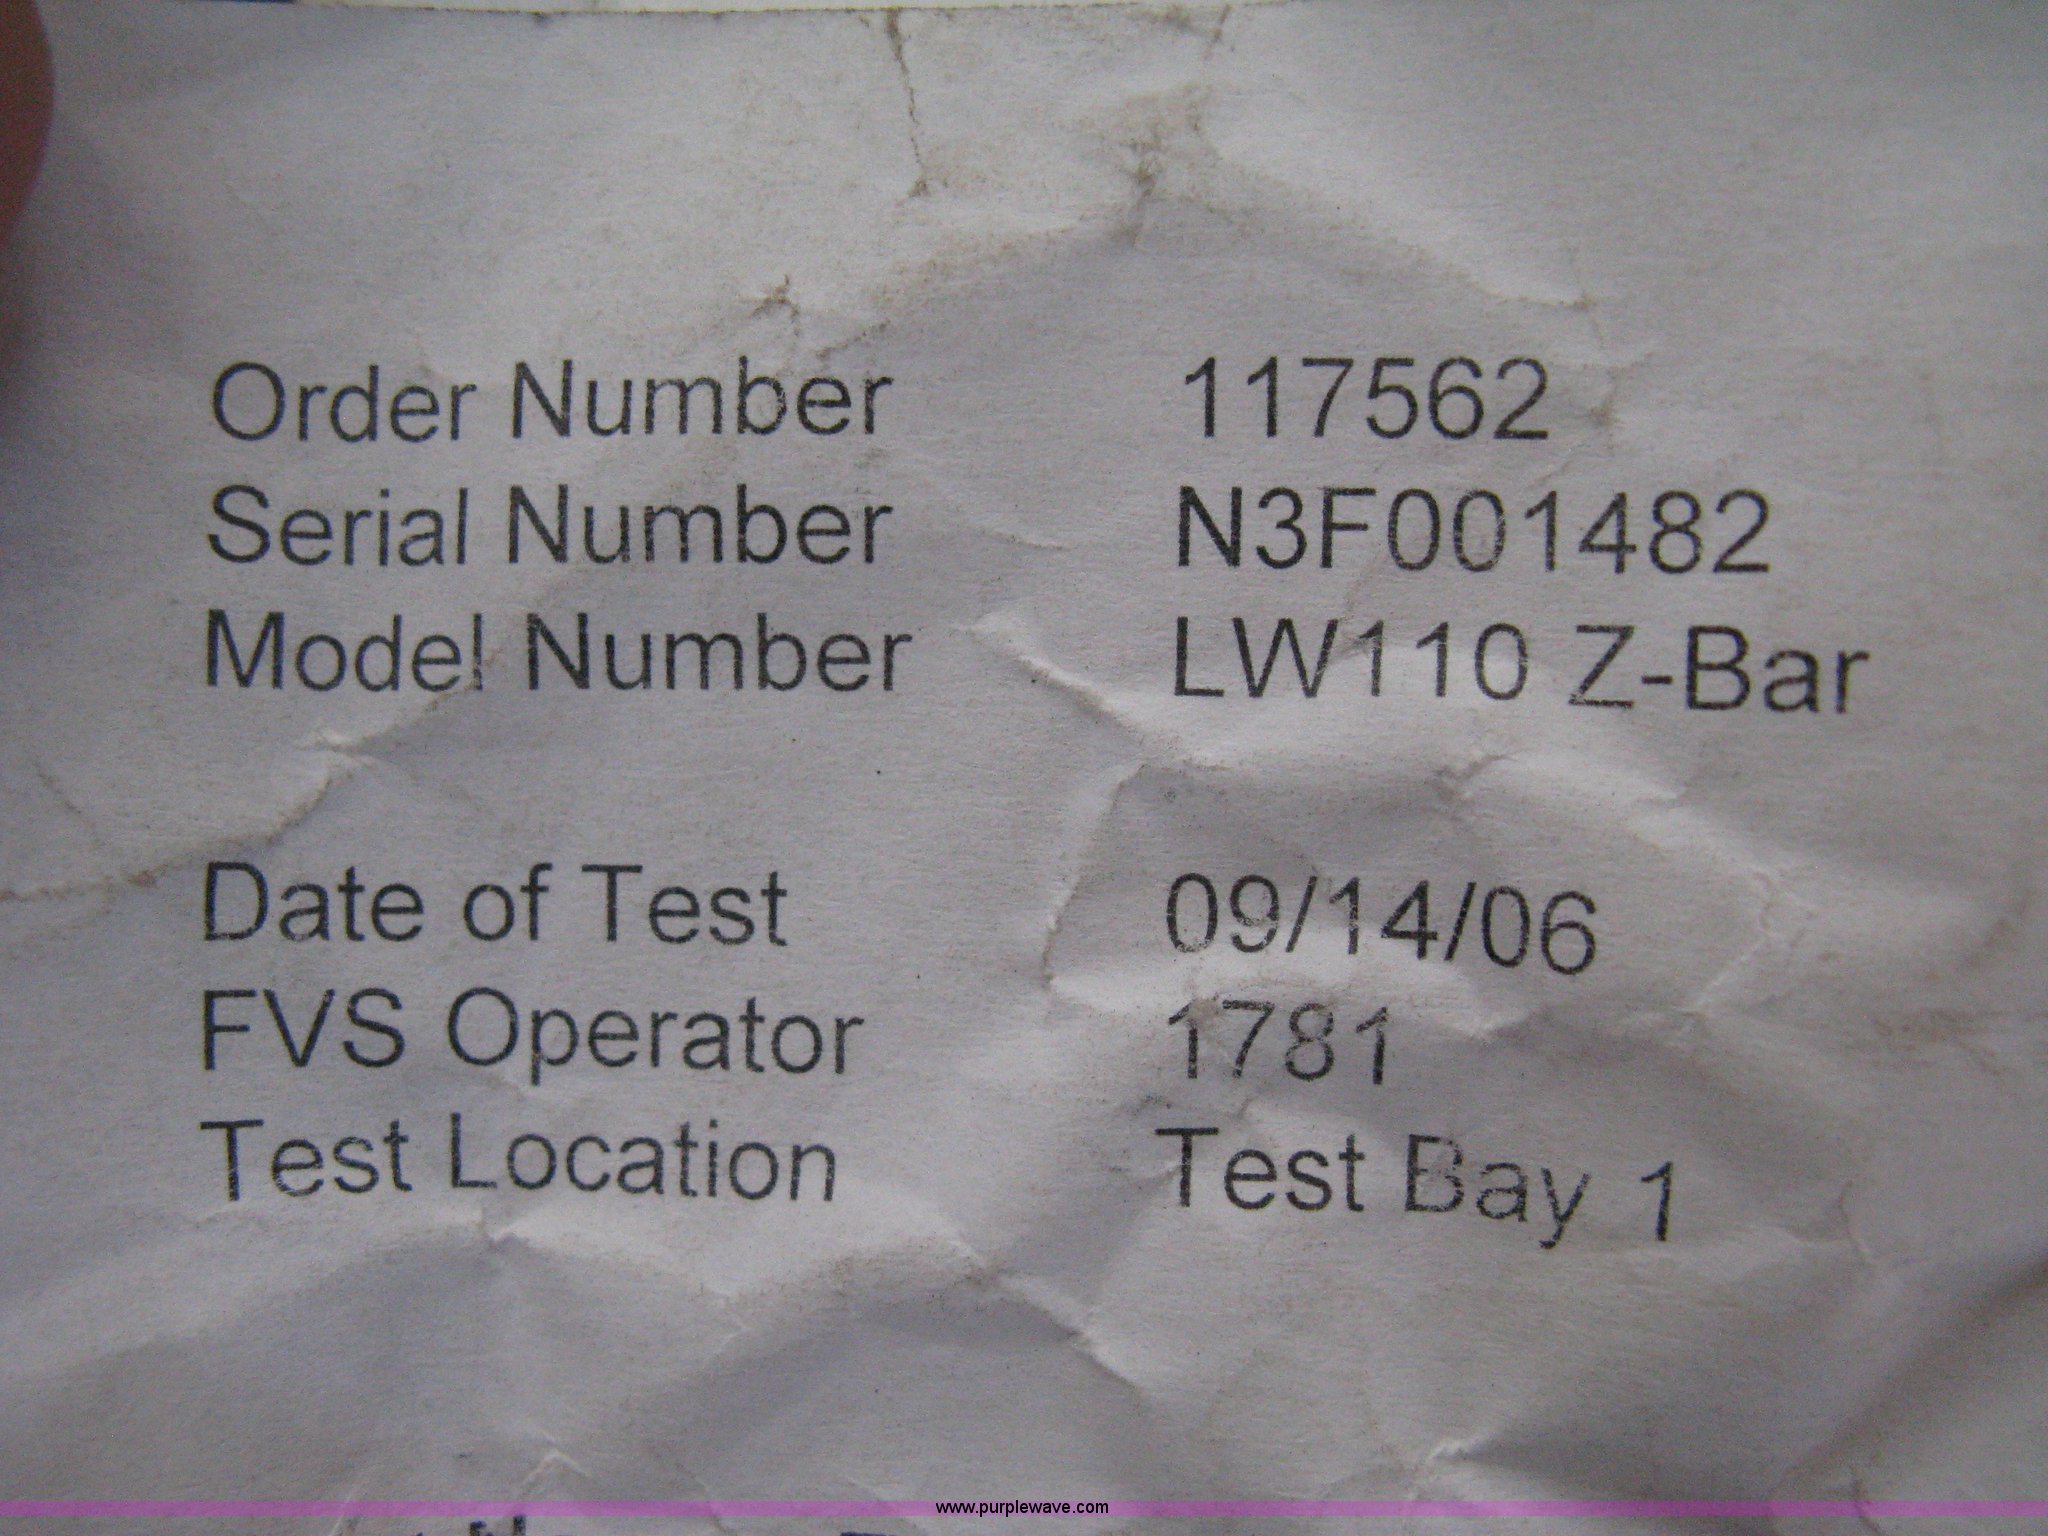 Order Number 117562
Serial Number N3F001482
Model Number LW110 Z-Bar
Date of Test 09/14/06
FVS Operator 1781
Test Location Test Bay 1
www.purplewave.com